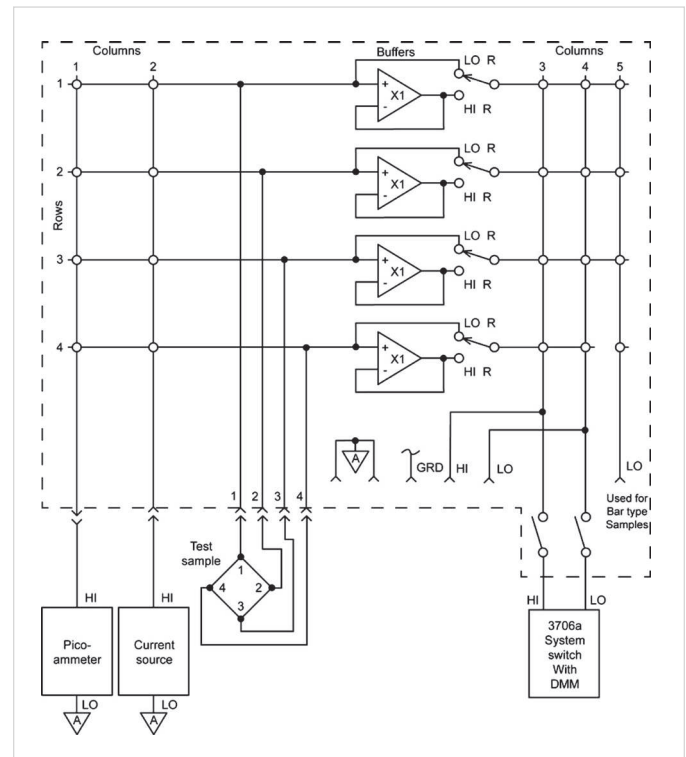 Columns Buffers Columns
1 2 3 4 5
LO R
1 + X1 -
HI R
LO R
2 + X1 -
HI R
Rows
LO R
3 + X1 -
HI R
LO R
4 + X1 -
HI R
A GRD HI LO LO
Used for
Bar type
Samples
1 2 3 4
Test
sample
1
4 2
3
HI HI HI LO
Pico-
ammeter
Current
source
3706a
System
switch
With
DMM
LO LO
A A